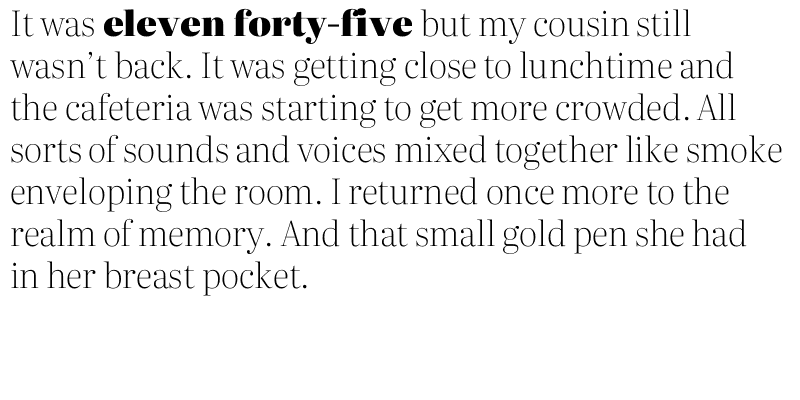 It was eleven forty-five but my cousin still
wasn’t back. It was getting close to lunchtime and
the cafeteria was starting to get more crowded. All
sorts of sounds and voices mixed together like smoke
enveloping the room. I returned once more to the
realm of memory. And that small gold pen she had
in her breast pocket.